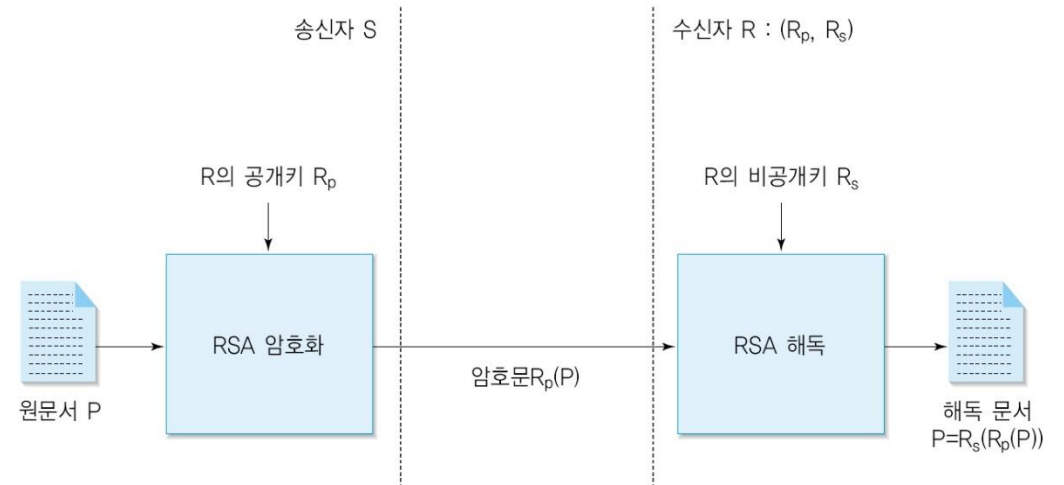 송신자 S
수신자 R : (Rp, Rs)
R의 공개키 Rp
R의 비공개키 Rs
RSA 암호화
RSA 해독
암호문Rp(P)
원문서 P
해독 문서
P=Rs(Rp(P))